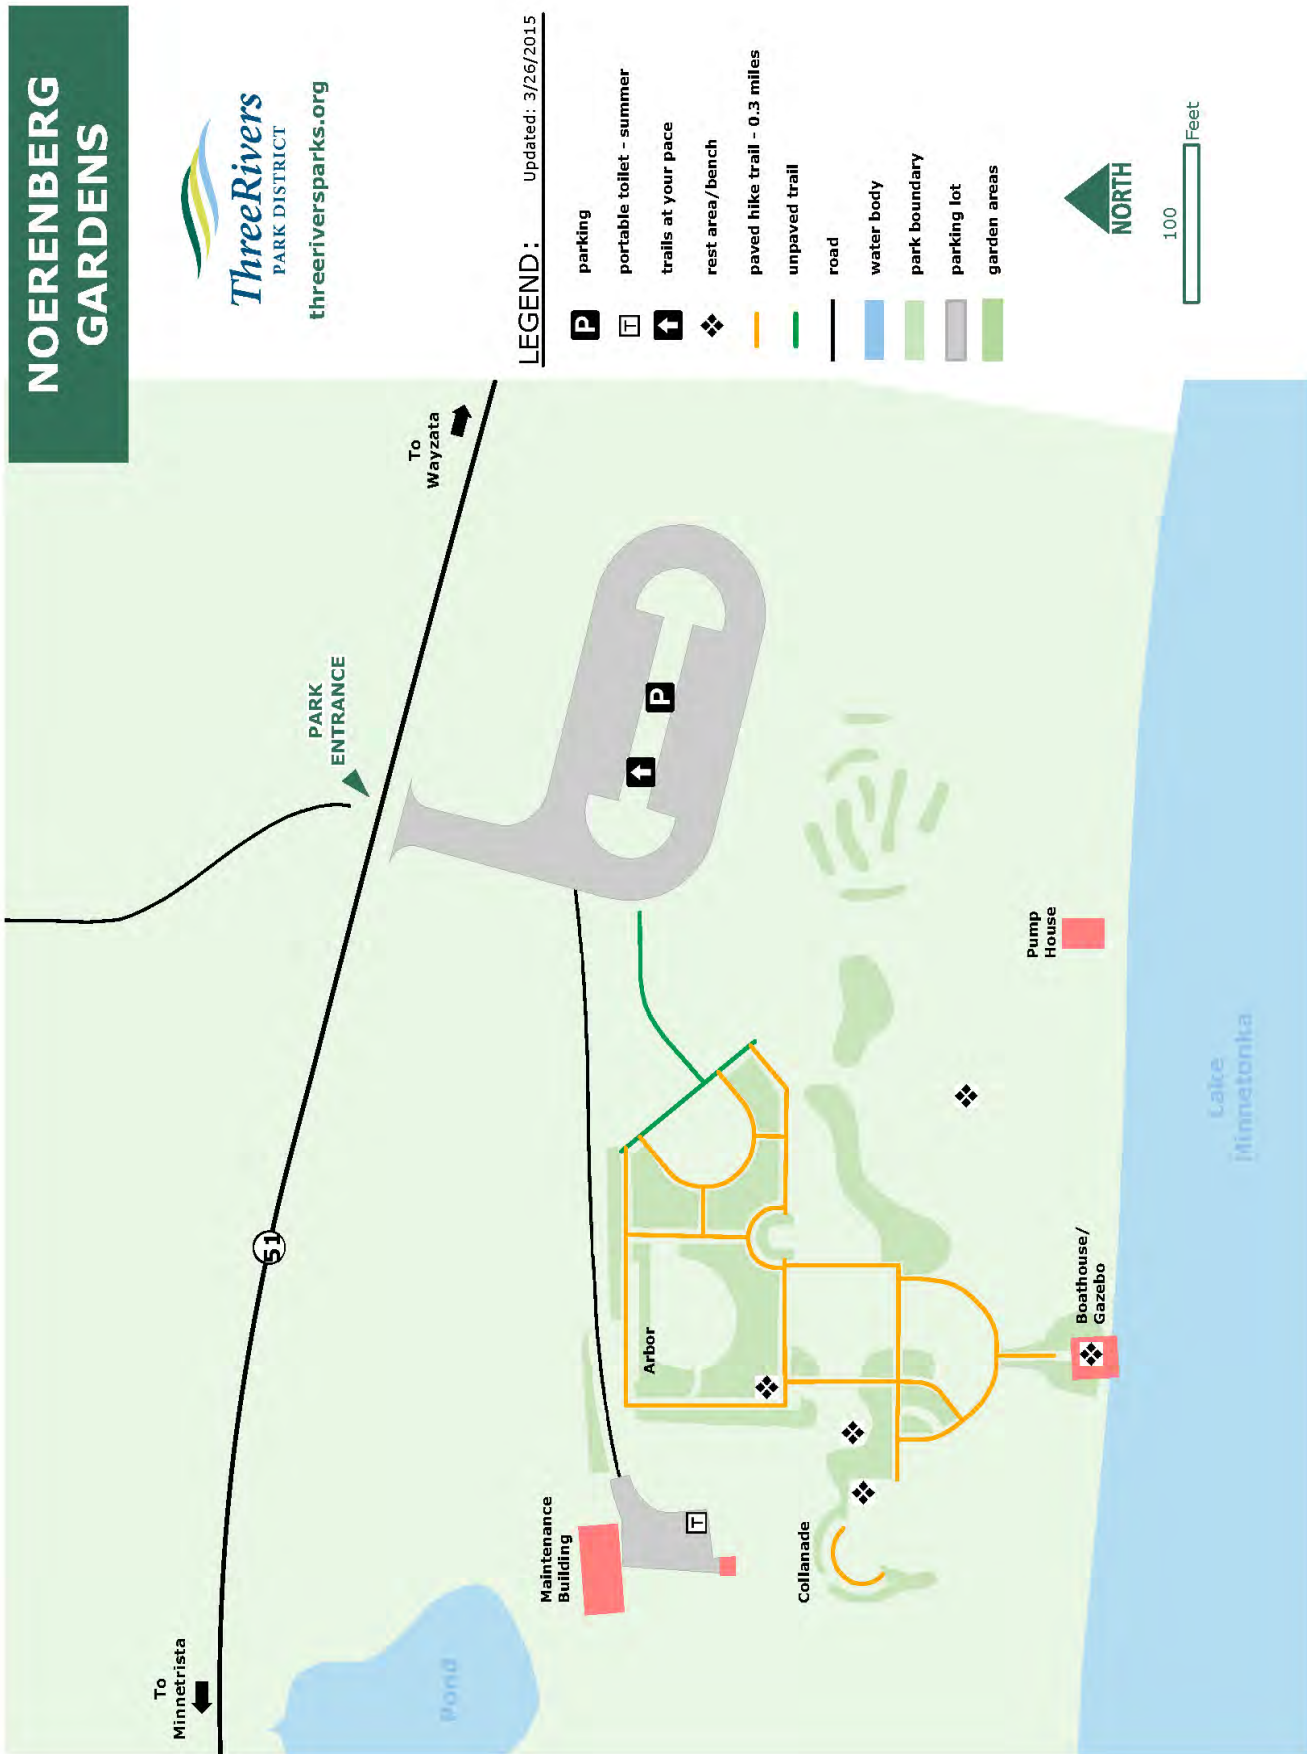 NOERENBERG
GARDENS
ThreeRivers
PARK DISTRICT
threeriversparks.org
LEGEND:
Updated: 3/26/2015
P
parking
T
portable toilet - summer
trails at your pace
rest area/bench
paved hike trail - 0.3 miles
unpaved trail
road
water body
park boundary
parking lot
garden areas
NORTH
100
Feet
To
Wayzata
PARK
ENTRANCE
P
51
To
Minnetrista
Pond
Maintenance
Building
T
Arbor
Collanade
Boathouse/
Gazebo
Pump
House
Lake
Minnetonka